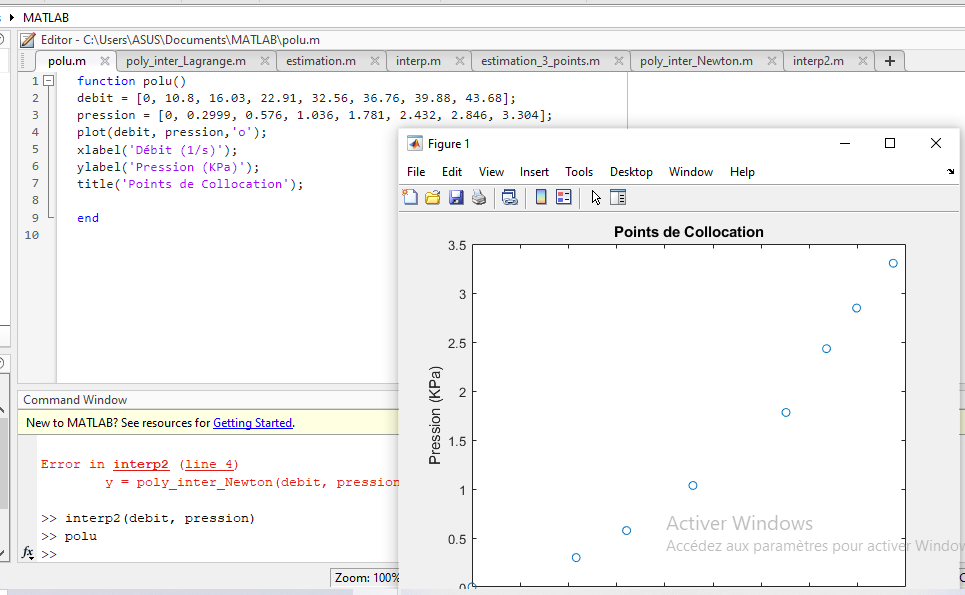 MATLAB
Editor - C:\Users\ASUS\Documents\MATLAB\polu.m
polu.m poly_inter_Lagrange.m estimation.m interp.m estimation_3_points.m poly_inter_Newton.m interp2.m +
1 function polu()
2 debit = [0, 10.8, 16.03, 22.91, 32.56, 36.76, 39.88, 43.68];
3 pression = [0, 0.2999, 0.576, 1.036, 1.781, 2.432, 2.846, 3.304];
4 plot(debit, pression,'o');
5 xlabel('Débit (1/s)');
6 ylabel('Pression (KPa)');
7 title('Points de Collocation');
8
9 end
10
Figure 1
File Edit View Insert Tools Desktop Window Help
Points de Collocation
3.5
3
2.5
2
1.5
1
0.5
0
Pression (KPa)
Command Window
New to MATLAB? See resources for Getting Started.
Error in interp2 (line 4)
y = poly_inter_Newton(debit, pression
>> interp2(debit, pression)
>> polu
fx >>
Activer Windows
Accédez aux paramètres pour activer Window
Zoom: 100%